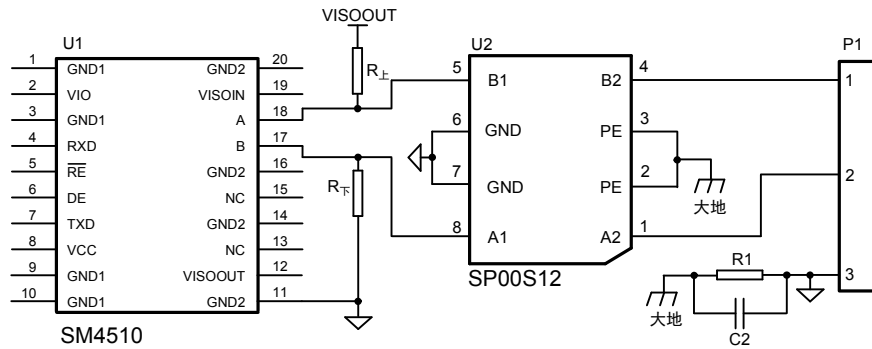 VISOOUT
U1
U2
P1
1 GND1 GND2 20
2 VIO VISOIN 19
3 GND1 A 18
4 RXD B 17
5 RE GND2 16
6 DE NC 15
7 TXD GND2 14
8 VCC NC 13
9 GND1 VISOOUT 12
10 GND1 GND2 11
SM4510
R上
R下
5 B1 B2 4
6 GND PE 3
7 GND PE 2
8 A1 A2 1
SP00S12
大地
1
2
3
R1
大地
C2